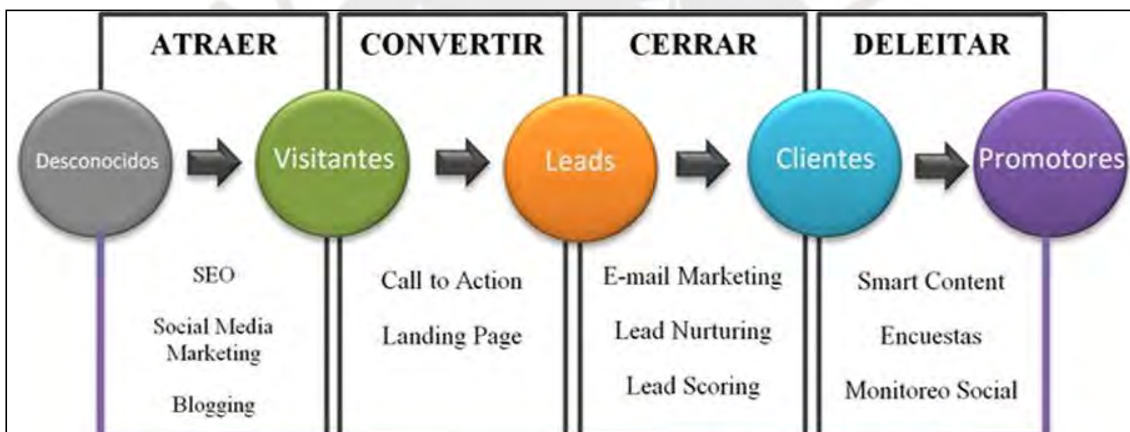 ATRAER
CONVERTIR
CERRAR
DELEITAR
Desconocidos
Visitantes
Leads
Clientes
Promotores
SEO
Social Media
Marketing
Blogging
Call to Action
Landing Page
E-mail Marketing
Lead Nurturing
Lead Scoring
Smart Content
Encuestas
Monitoreo Social